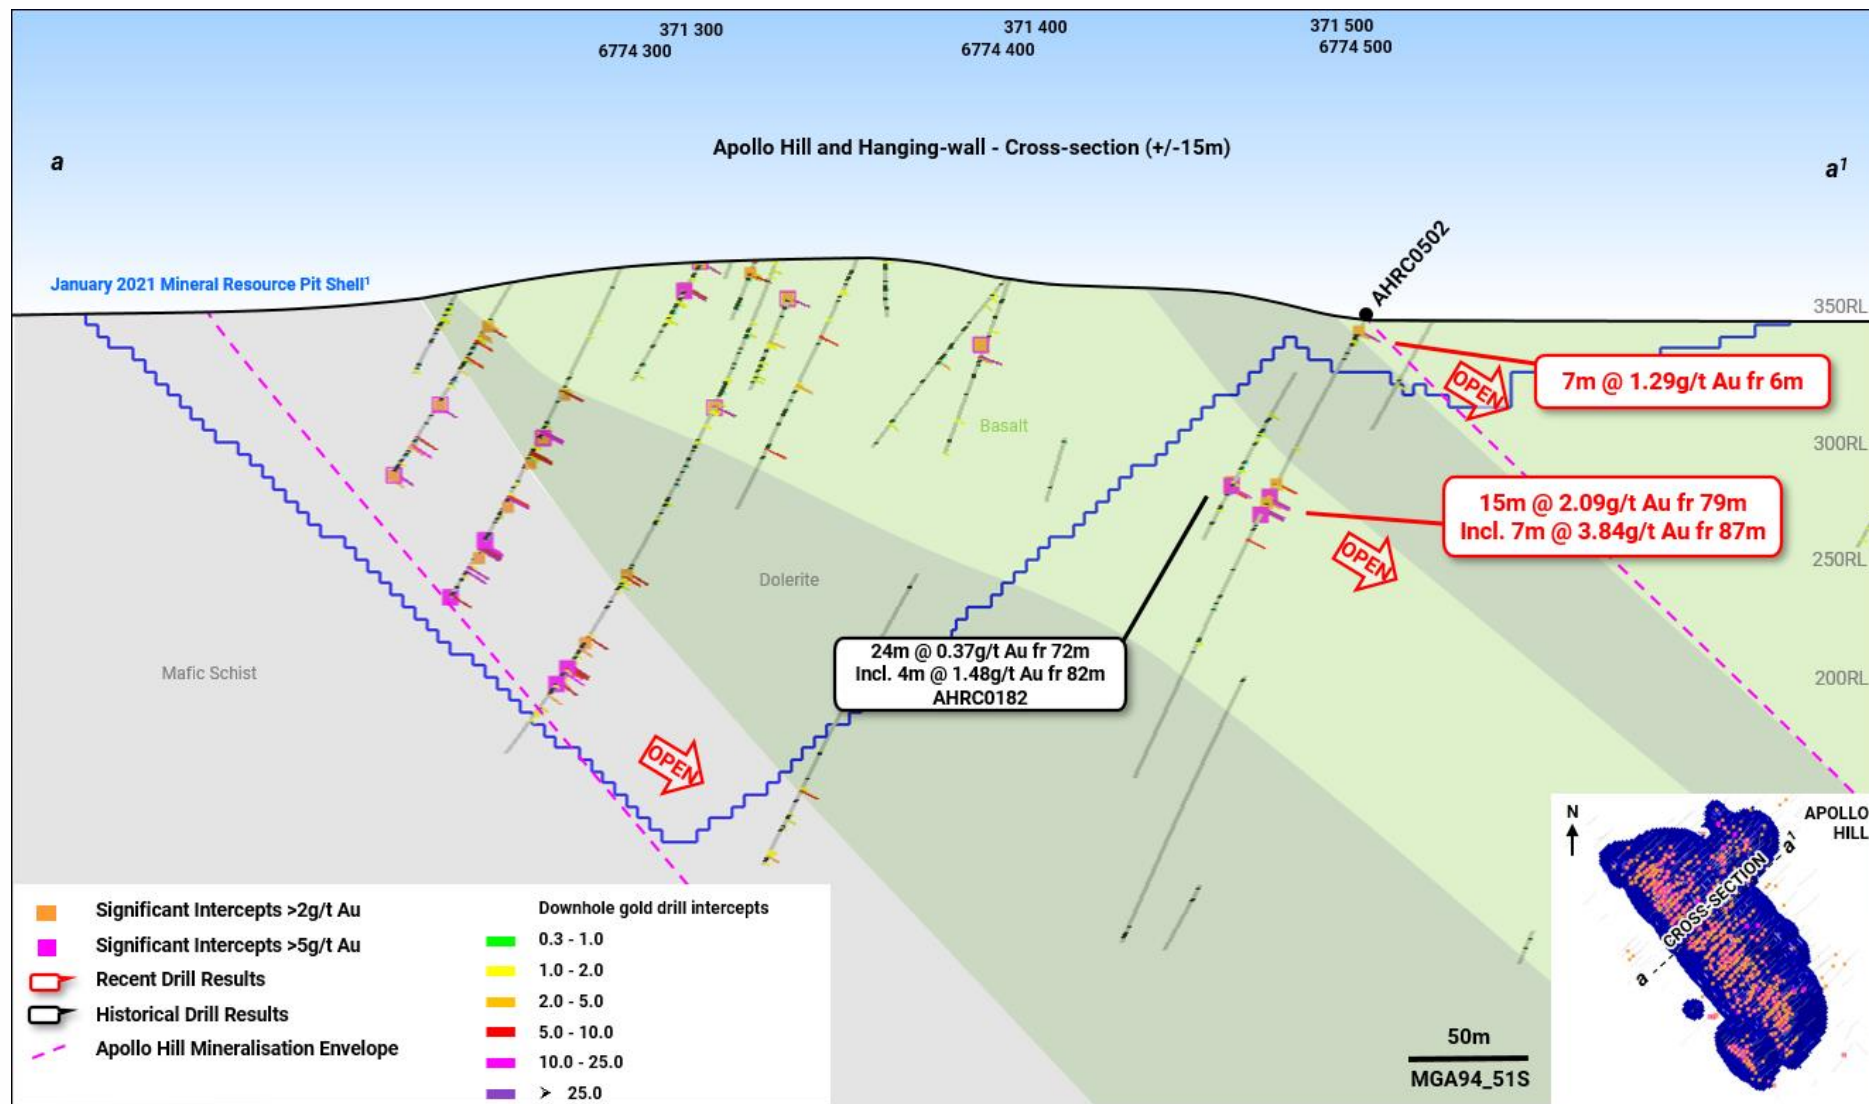 371 300
6774 300
371 400
6774 400
371 500
6774 500
Apollo Hill and Hanging-wall - Cross-section (+/-15m)
a
a1
AHRC0502
January 2021 Mineral Resource Pit Shell1
350RL
7m @ 1.29g/t Au fr 6m
OPEN
Basalt
300RL
15m @ 2.09g/t Au fr 79m
Incl. 7m @ 3.84g/t Au fr 87m
OPEN
250RL
Dolerite
24m @ 0.37g/t Au fr 72m
Incl. 4m @ 1.48g/t Au fr 82m
AHRC0182
Mafic Schist
200RL
OPEN
Significant Intercepts >2g/t Au
Significant Intercepts >5g/t Au
Recent Drill Results
Historical Drill Results
Apollo Hill Mineralisation Envelope
Downhole gold drill intercepts
0.3 - 1.0
1.0 - 2.0
2.0 - 5.0
5.0 - 10.0
10.0 - 25.0
➢ 25.0
50m
MGA94_51S
N
APOLLO
HILL
a1
CROSS-SECTION
a